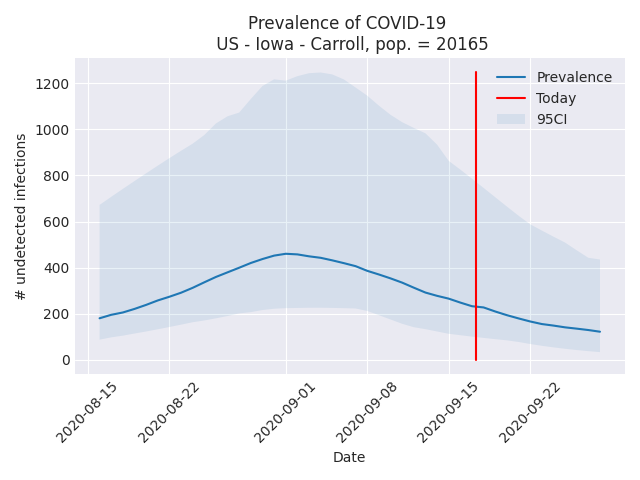 Prevalence of COVID-19
US - Iowa - Carroll, pop. = 20165
# undetected infections
1200
1000
800
600
400
200
0
Prevalence
Today
95CI
2020-08-15
2020-08-22
2020-09-01
2020-09-08
2020-09-15
2020-09-22
Date